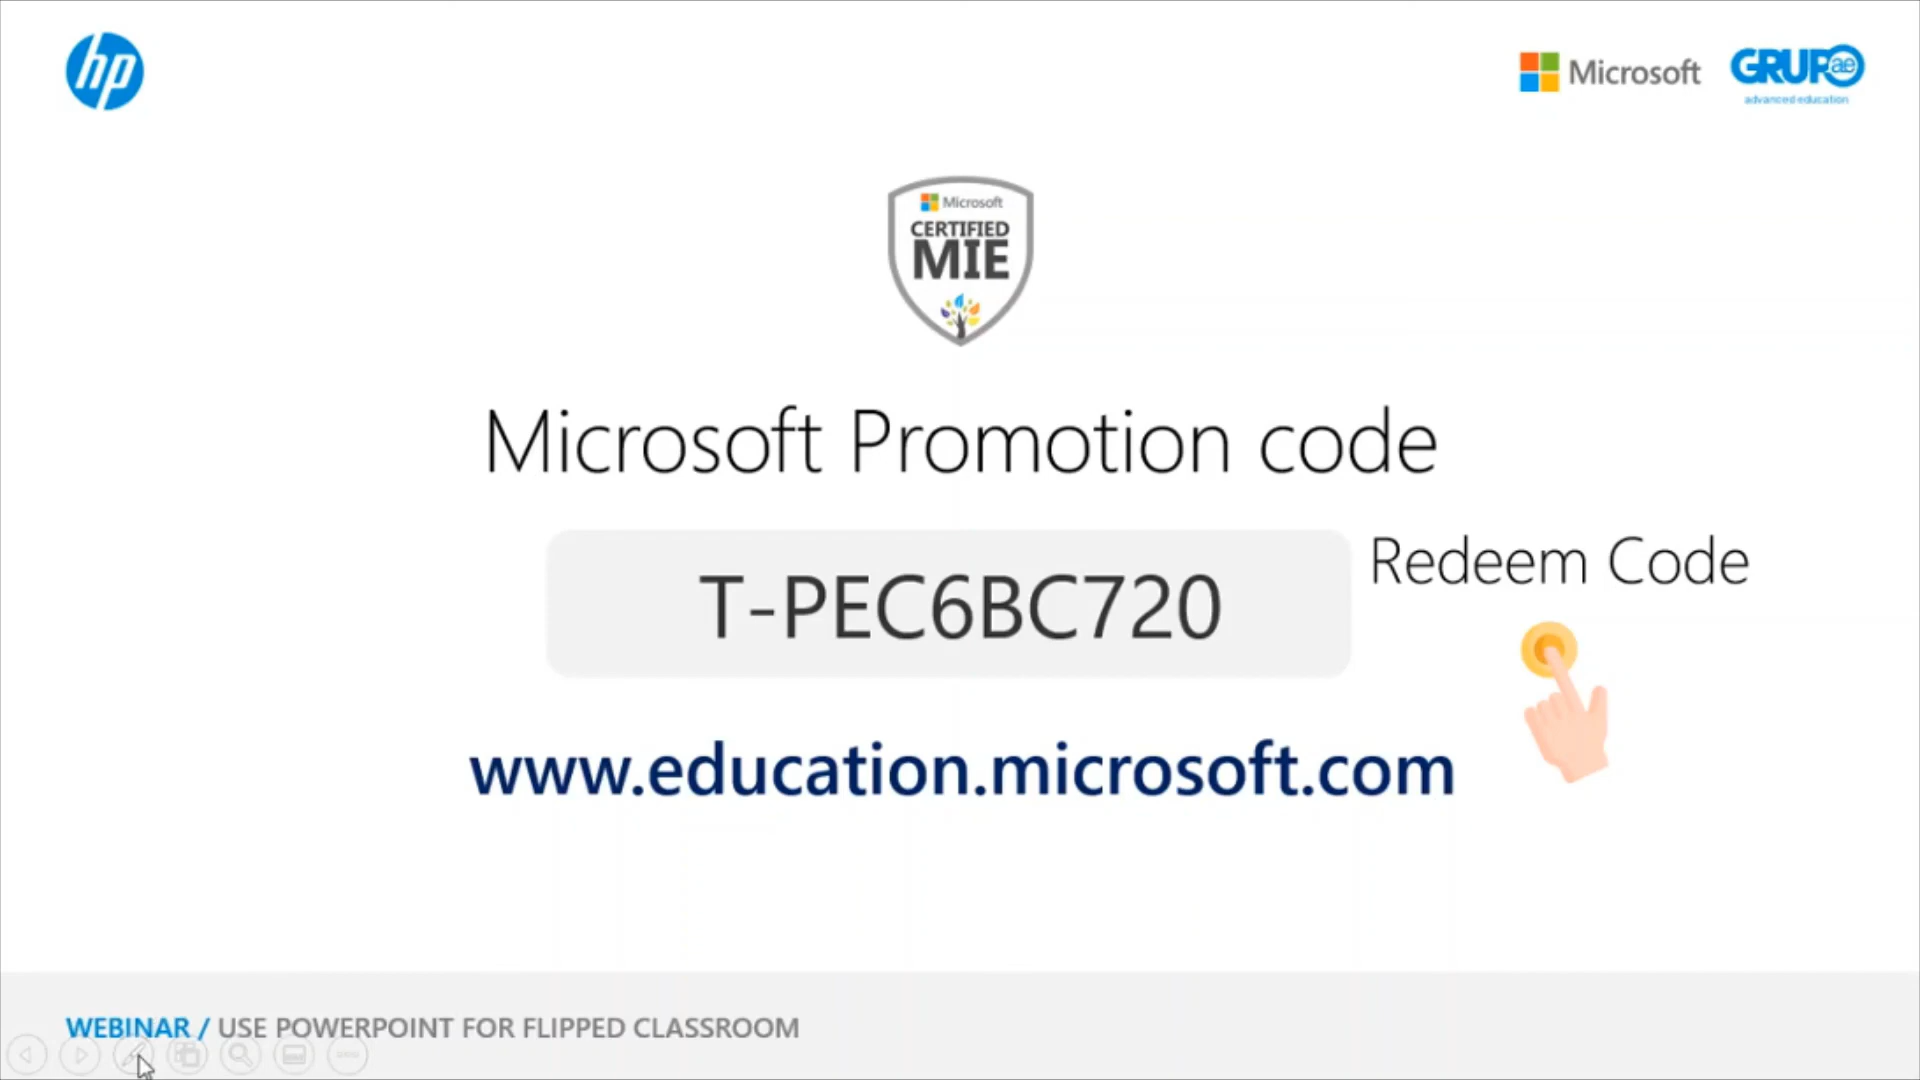 hp
Microsoft
GRUPO ae
advanced education
Microsoft
CERTIFIED
MIE
Microsoft Promotion code
T-PEC6BC720
Redeem Code
www.education.microsoft.com
WEBINAR / USE POWERPOINT FOR FLIPPED CLASSROOM